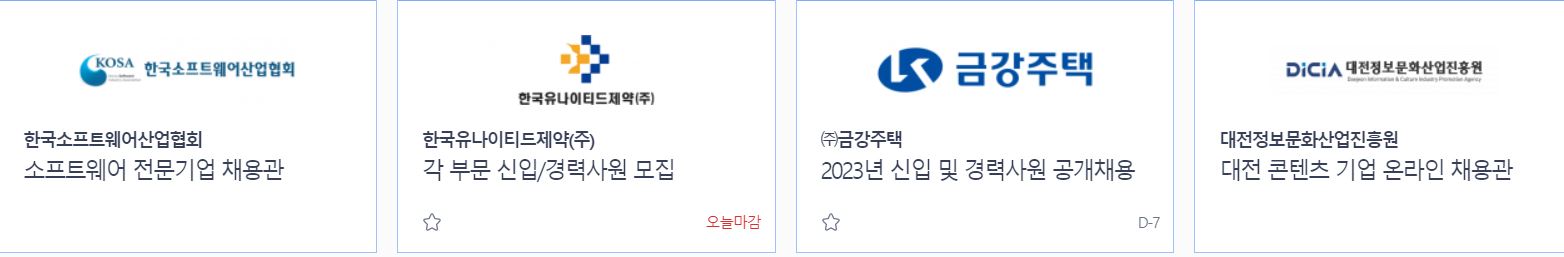 KOSA 한국소프트웨어산업협회
한국소프트웨어산업협회
소프트웨어 전문기업 채용관
한국유나이티드제약(주)
한국유나이티드제약(주)
각 부문 신입/경력사원 모집
오늘마감
금강주택
㈜금강주택
2023년 신입 및 경력사원 공개채용
D-7
DiCiA 대전정보문화산업진흥원
Daejeon Information & Culture Industry Promotion Agency
대전정보문화산업진흥원
대전 콘텐츠 기업 온라인 채용관